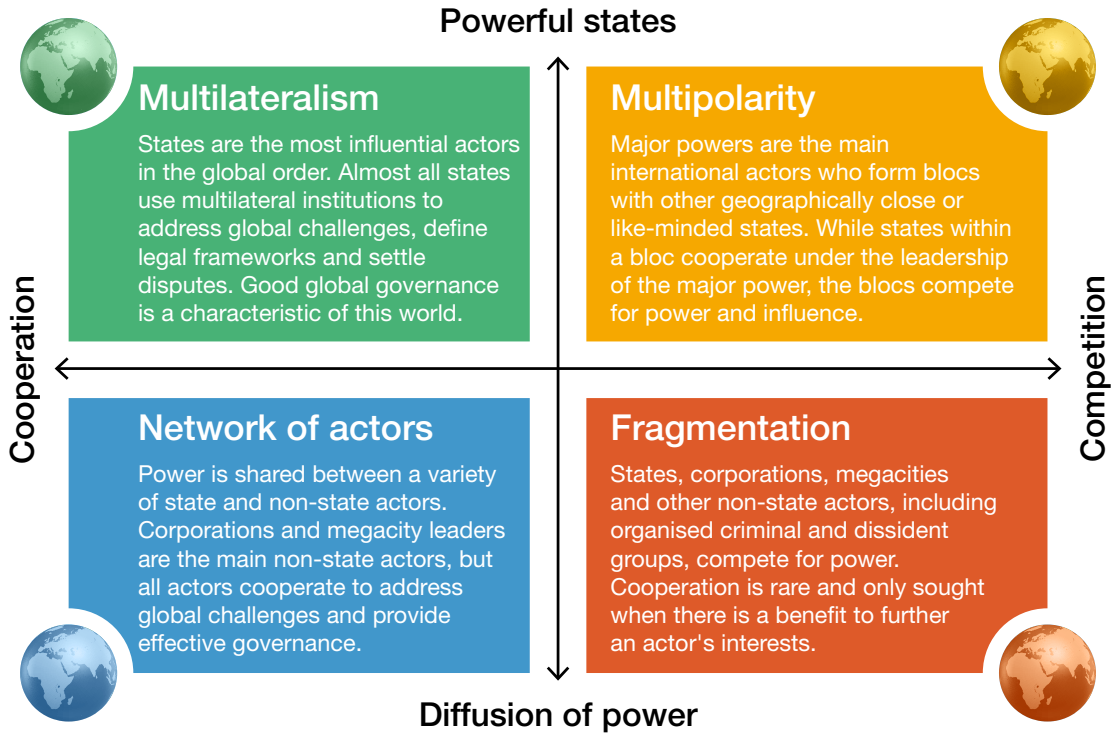 Powerful states
Multilateralism
States are the most influential actors
in the global order. Almost all states
use multilateral institutions to
address global challenges, define
legal frameworks and settle
disputes. Good global governance
is a characteristic of this world.
Multipolarity
Major powers are the main
international actors who form blocs
with other geographically close or
like-minded states. While states within
a bloc cooperate under the leadership
of the major power, the blocs compete
for power and influence.
Cooperation
Competition
Network of actors
Power is shared between a variety
of state and non-state actors.
Corporations and megacity leaders
are the main non-state actors, but
all actors cooperate to address
global challenges and provide
effective governance.
Fragmentation
States, corporations, megacities
and other non-state actors, including
organised criminal and dissident
groups, compete for power.
Cooperation is rare and only sought
when there is a benefit to further
an actor's interests.
Diffusion of power